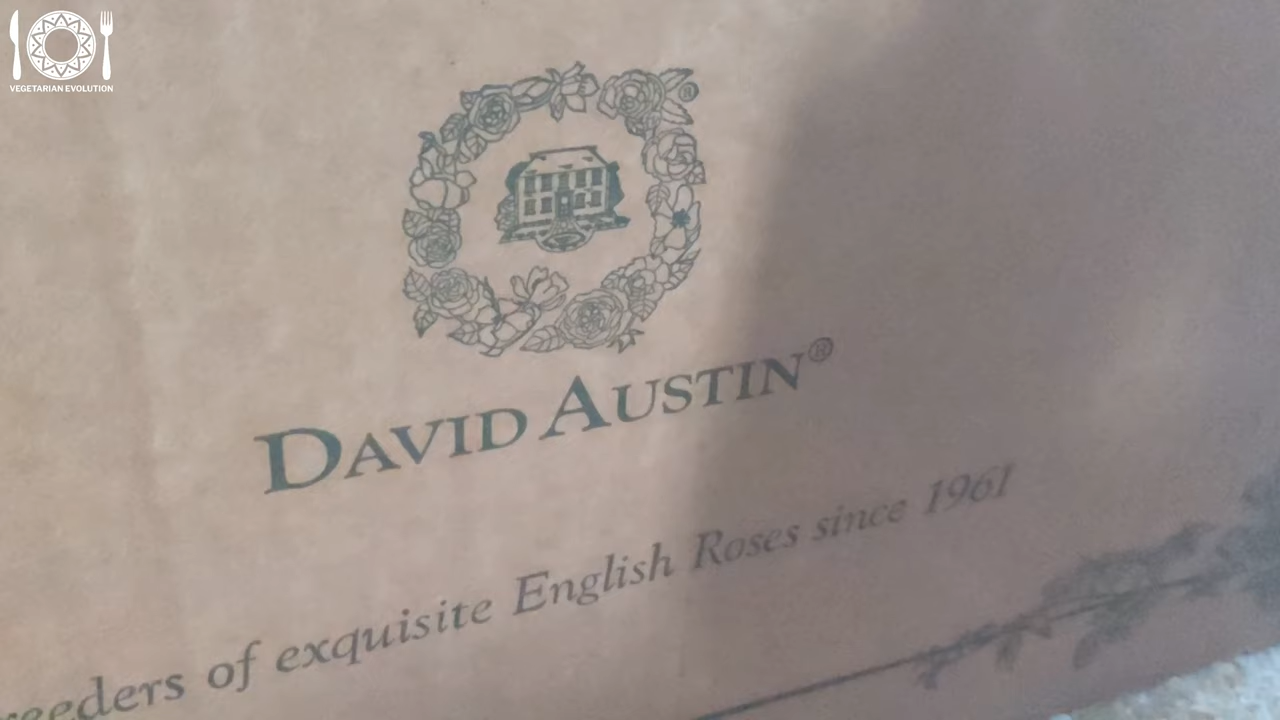 VEGETARIAN EVOLUTION
DAVID AUSTIN®
reeders of exquisite English Roses since 1961